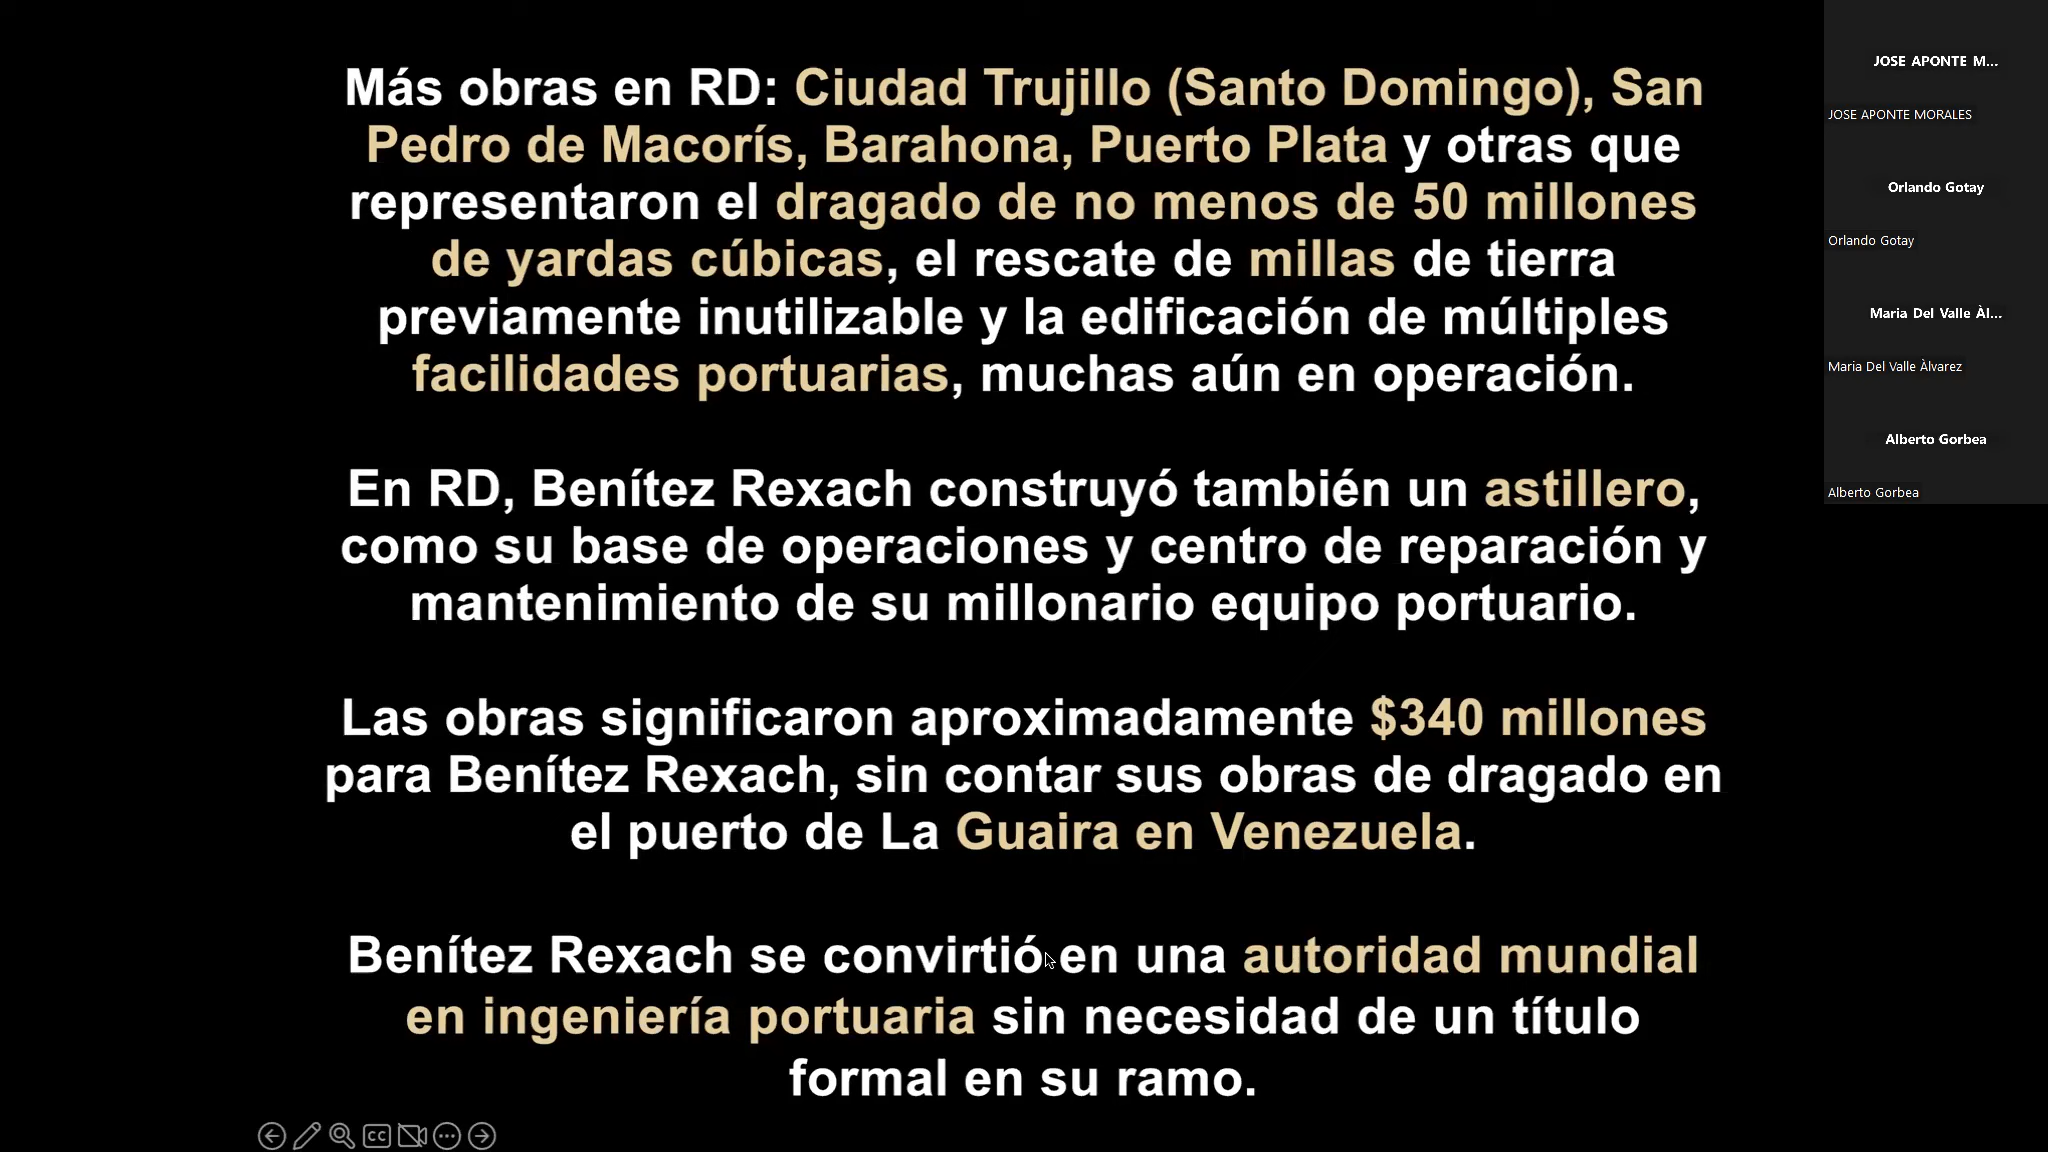 Más obras en RD: Ciudad Trujillo (Santo Domingo), San
Pedro de Macorís, Barahona, Puerto Plata y otras que
representaron el dragado de no menos de 50 millones
de yardas cúbicas, el rescate de millas de tierra
previamente inutilizable y la edificación de múltiples
facilidades portuarias, muchas aún en operación.
En RD, Benítez Rexach construyó también un astillero,
como su base de operaciones y centro de reparación y
mantenimiento de su millonario equipo portuario.
Las obras significaron aproximadamente $340 millones
para Benítez Rexach, sin contar sus obras de dragado en
el puerto de La Guaira en Venezuela.
Benítez Rexach se convirtió en una autoridad mundial
en ingeniería portuaria sin necesidad de un título
formal en su ramo.
CC
JOSE APONTE M...
JOSE APONTE MORALES
Orlando Gotay
Orlando Gotay
Maria Del Valle Àl...
Maria Del Valle Àlvarez
Alberto Gorbea
Alberto Gorbea